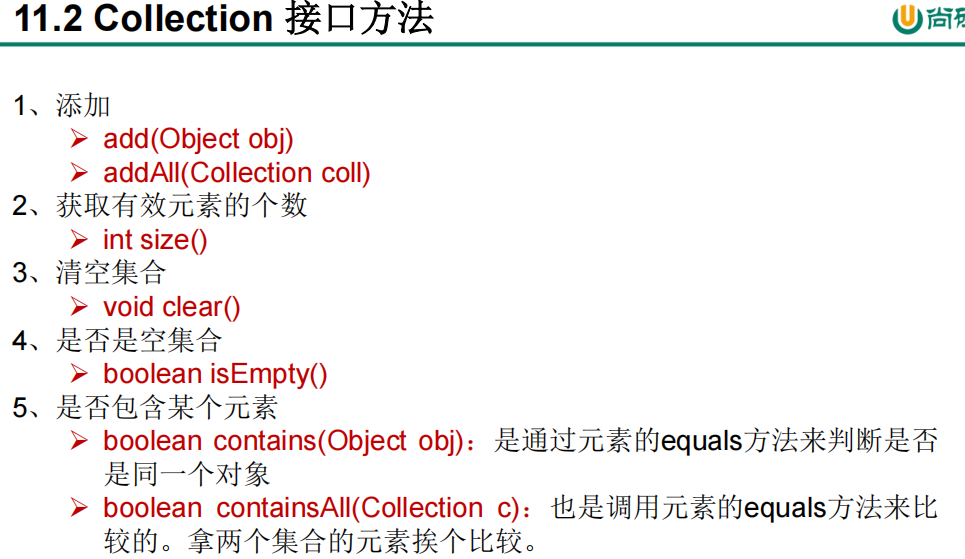 11.2 Collection 接口方法
尚
1、添加
➢ add(Object obj)
➢ addAll(Collection coll)
2、获取有效元素的个数
➢ int size()
3、清空集合
➢ void clear()
4、是否是空集合
➢ boolean isEmpty()
5、是否包含某个元素
➢ boolean contains(Object obj)：是通过元素的equals方法来判断是否
是同一个对象
➢ boolean containsAll(Collection c)：也是调用元素的equals方法来比
较的。拿两个集合的元素挨个比较。